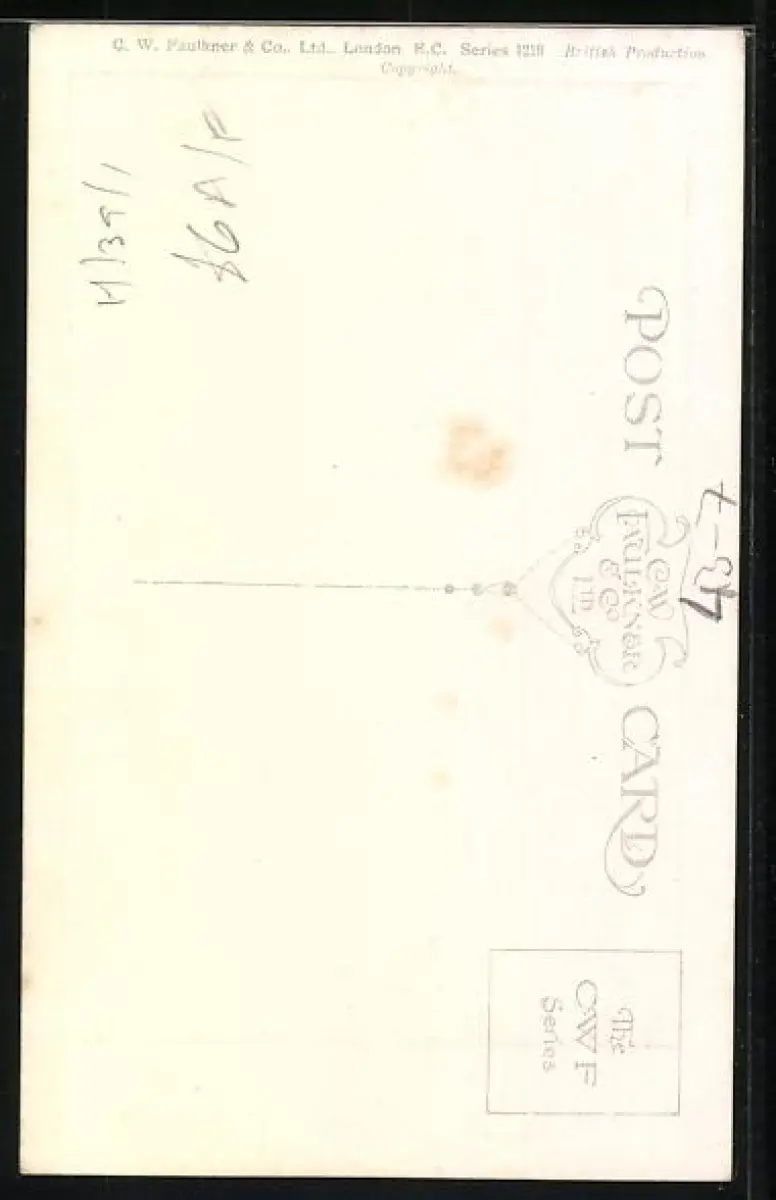 C. W. Faulkner & Co., Ltd., London E.C. Series 1219 British Production
Copyright.
POST CARD
CW
FAULKNER
& CO
LTD
The
CWF
Series